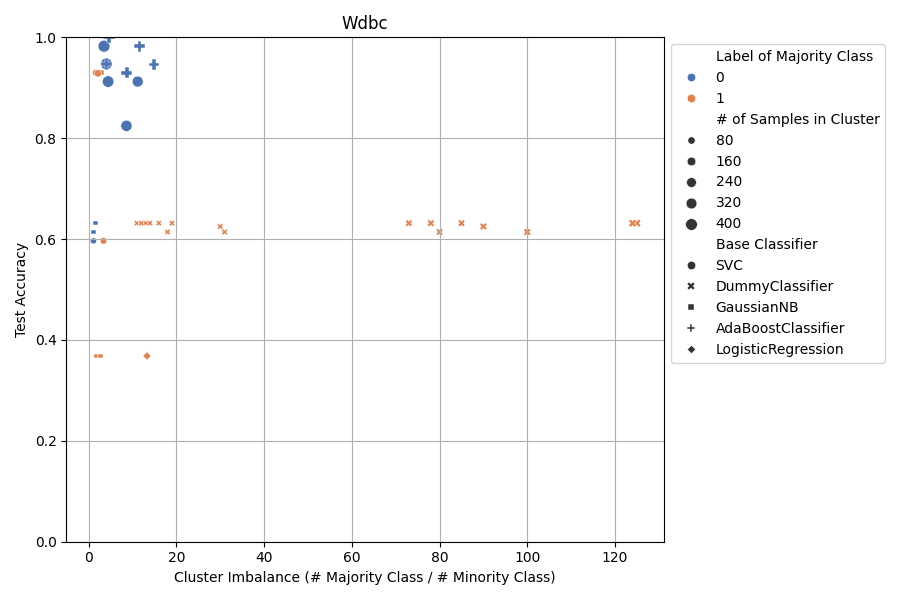 Wdbc
1.0
0.8
0.6
0.4
0.2
0.0
Test Accuracy
0 20 40 60 80 100 120
Cluster Imbalance (# Majority Class / # Minority Class)
Label of Majority Class
0
1
# of Samples in Cluster
80
160
240
320
400
Base Classifier
SVC
DummyClassifier
GaussianNB
AdaBoostClassifier
LogisticRegression